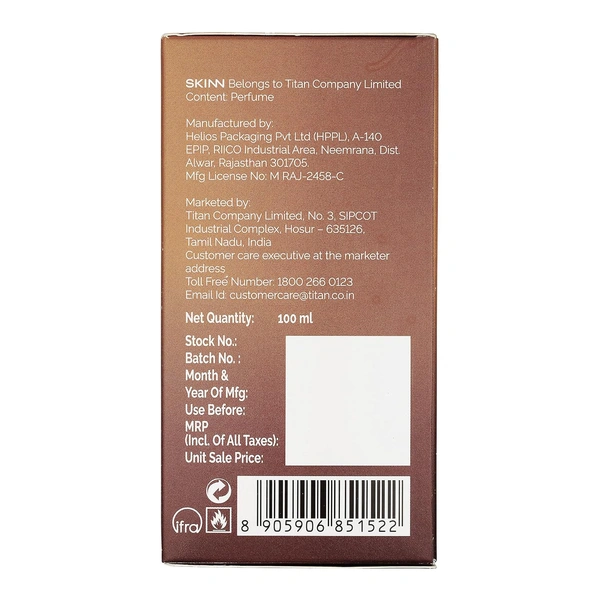 SKINN Belongs to Titan Company Limited
Content: Perfume
Manufactured by:
Helios Packaging Pvt Ltd (HPPL), A-140
EPIP, RIICO Industrial Area, Neemrana, Dist.
Alwar, Rajasthan 301705.
Mfg License No: M RAJ-2458-C
Marketed by:
Titan Company Limited, No. 3, SIPCOT
Industrial Complex, Hosur – 635126,
Tamil Nadu, India
Customer care executive at the marketer
address
Toll Free Number: 1800 266 0123
Email Id: customercare@titan.co.in
Net Quantity: 100 ml
Stock No.:
Batch No. :
Month &
Year Of Mfg:
Use Before:
MRP
(Incl. Of All Taxes):
Unit Sale Price:
ifra
8 905906 851522